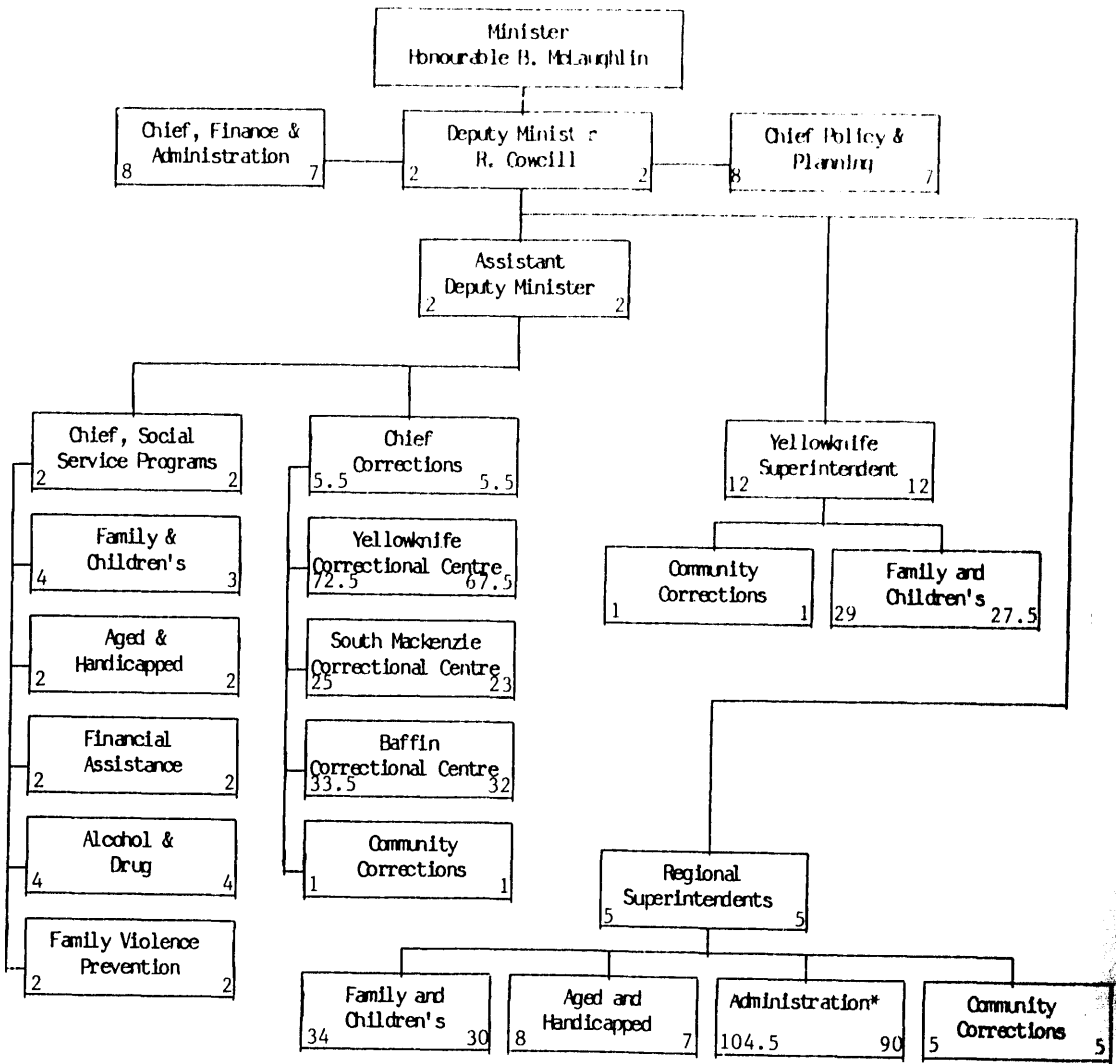 Minister
Honourable B. McLaughlin
Chief, Finance &
Administration
8 7
Deputy Minister
R. Cowcill
2 2
Chief Policy &
Planning
8 7
Assistant
Deputy Minister
2 2
Chief, Social
Service Programs
2 2
Family &
Children's
4 3
Aged &
Handicapped
2 2
Financial
Assistance
2 2
Alcohol &
Drug
4 4
Family Violence
Prevention
2 2
Chief
Corrections
5.5 5.5
Yellowknife
Correctional Centre
72.5 67.5
South Mackenzie
Correctional Centre
25 23
Baffin
Correctional Centre
33.5 32
Community
Corrections
1 1
Yellowknife
Superintendent
12 12
Community
Corrections
1 1
Family and
Children's
29 27.5
Regional
Superintendents
5 5
Family and
Children's
34 30
Aged and
Handicapped
8 7
Administration*
104.5 90
Community
Corrections
5 5